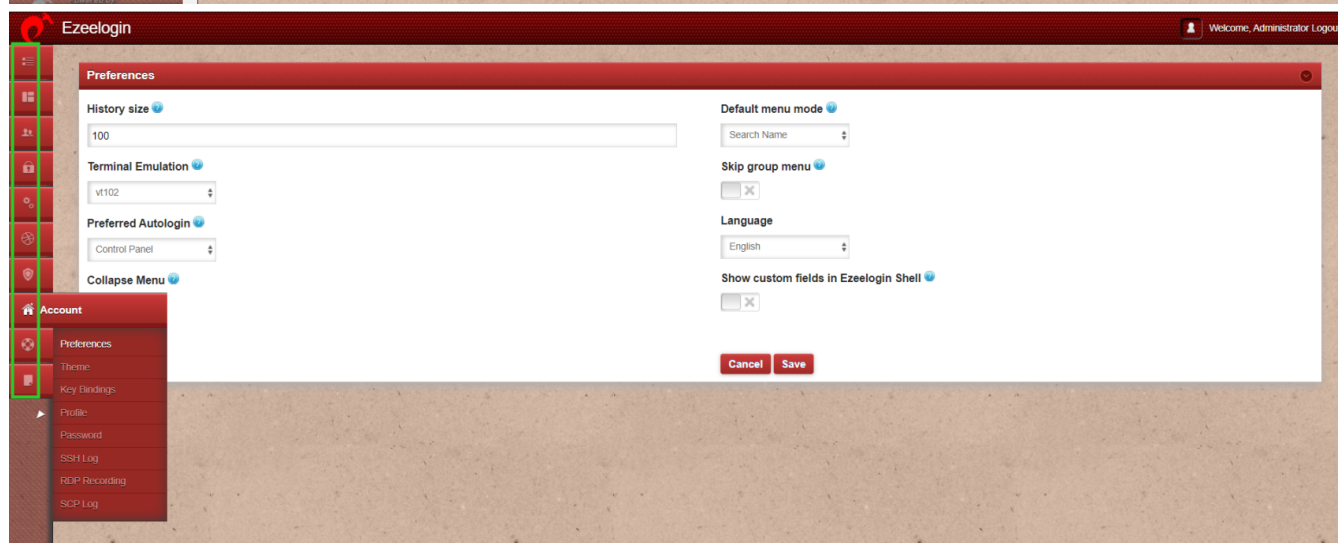 Powered By
Ezeelogin
Welcome, Administrator Logou
Preferences
History size
100
Terminal Emulation
vt102
Preferred Autologin
Control Panel
Collapse Menu
Default menu mode
Search Name
Skip group menu
Language
English
Show custom fields in Ezeelogin Shell
Cancel Save
Account
Preferences
Theme
Key Bindings
Profile
Password
SSH Log
RDP Recording
SCP Log